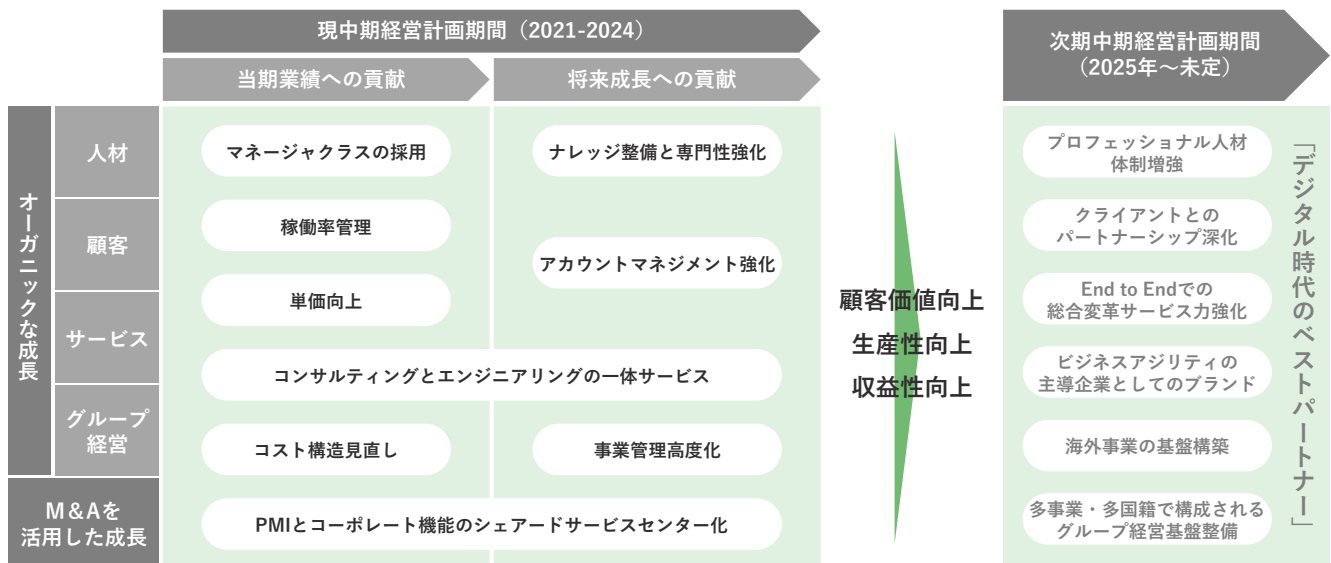 現中期経営計画期間（2021-2024）
当期業績への貢献
将来成長への貢献
次期中期経営計画期間
（2025年～未定）
オーガニックな成長
人材
顧客
サービス
グループ
経営
M&Aを
活用した成長
マネージャクラスの採用
ナレッジ整備と専門性強化
稼働率管理
アカウントマネジメント強化
単価向上
コンサルティングとエンジニアリングの一体サービス
コスト構造見直し
事業管理高度化
PMIとコーポレート機能のシェアードサービスセンター化
顧客価値向上
生産性向上
収益性向上
プロフェッショナル人材
体制増強
クライアントとの
パートナーシップ深化
End to Endでの
総合変革サービス力強化
ビジネスアジリティの
主導企業としてのブランド
海外事業の基盤構築
多事業・多国籍で構成される
グループ経営基盤整備
「デジタル時代のベストパートナー」